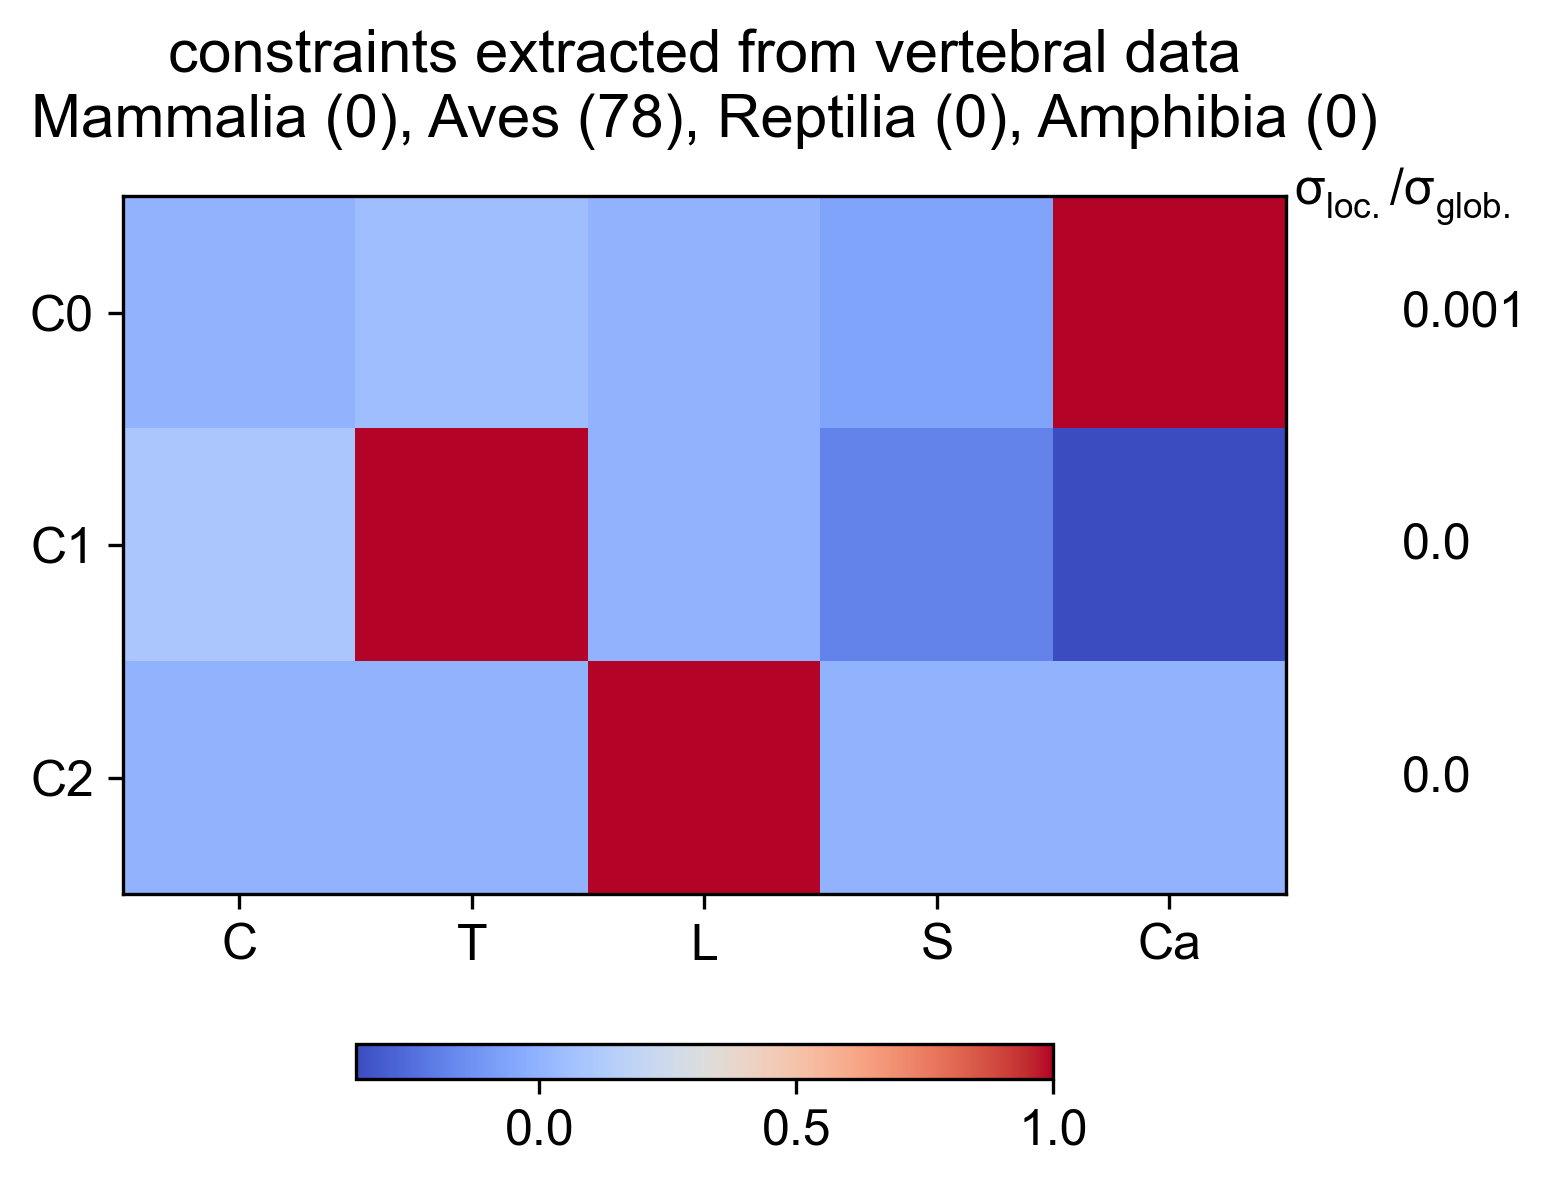 constraints extracted from vertebral data
Mammalia (0), Aves (78), Reptilia (0), Amphibia (0)
σloc. /σglob.
C0 0.001
C1 0.0
C2 0.0
C T L S Ca
0.0 0.5 1.0